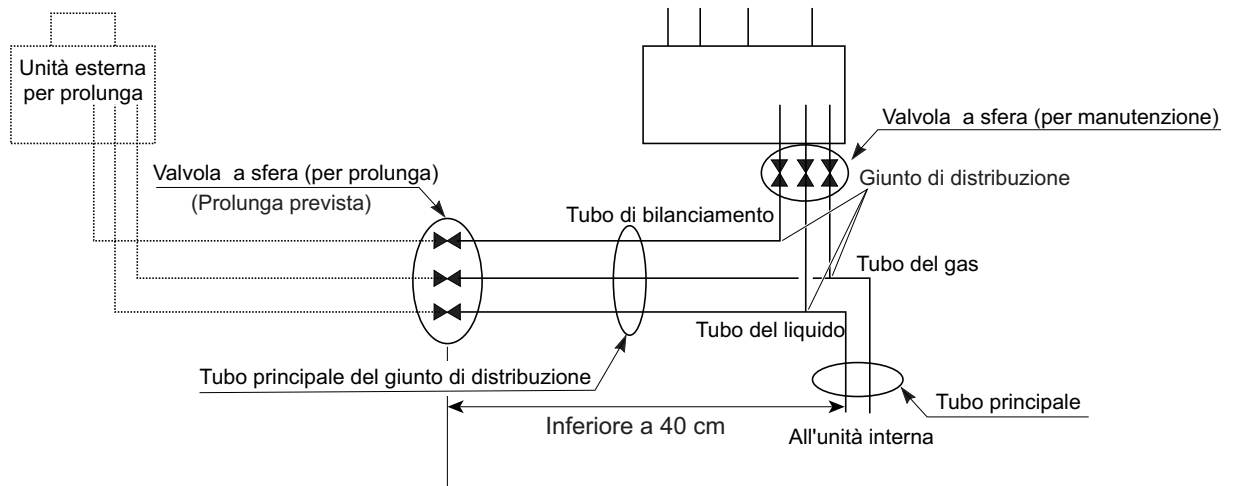 Unità esterna
per prolunga
Valvola a sfera (per manutenzione)
Valvola a sfera (per prolunga)
(Prolunga prevista)
Giunto di distribuzione
Tubo di bilanciamento
Tubo del gas
Tubo del liquido
Tubo principale del giunto di distribuzione
Tubo principale
Inferiore a 40 cm
All'unità interna